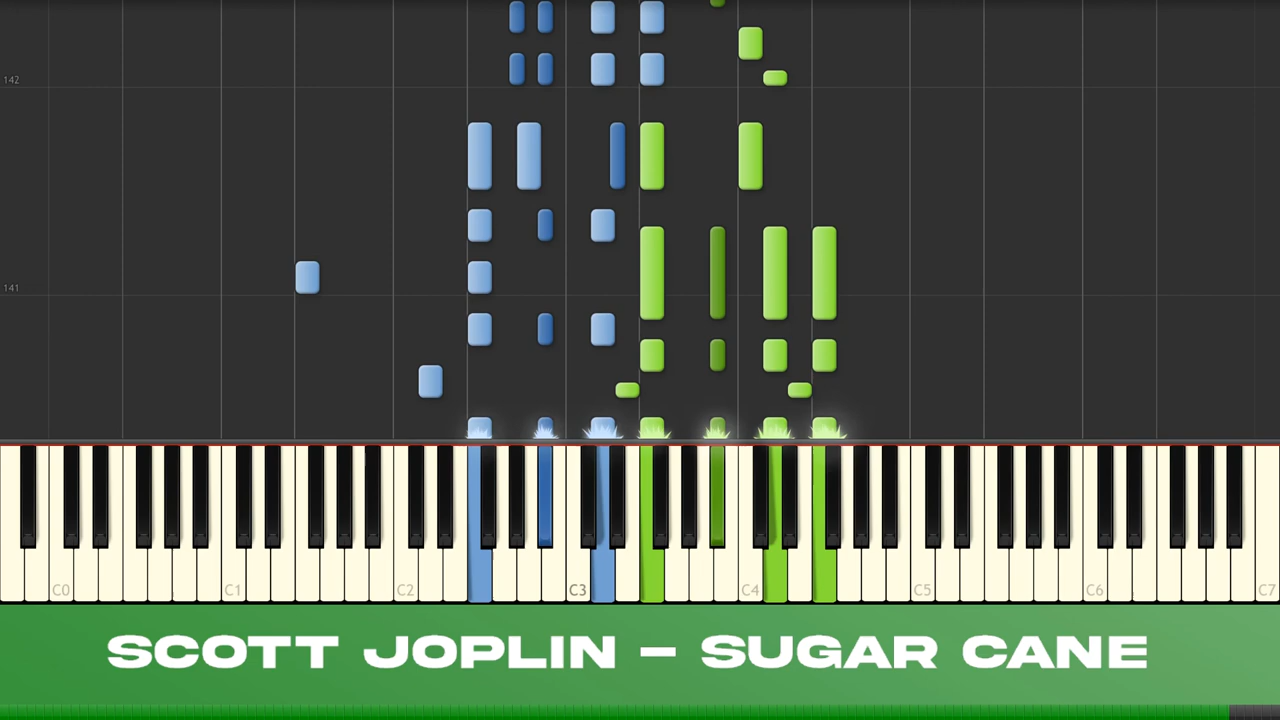 142
141
C0 C1 C2 C3 C4 C5 C6 C7
SCOTT JOPLIN – SUGAR CANE